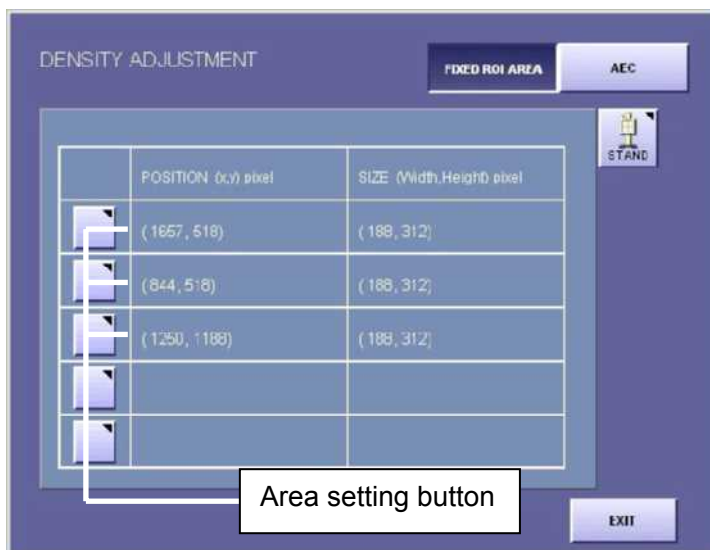 DENSITY ADJUSTMENT
FIXED ROI AREA
AEC
STAND
POSITION (x,y) pixel SIZE (Width,Height) pixel
(1657, 518) (188, 312)
(844, 518) (188, 312)
(1250, 1188) (188, 312)
Area setting button
EXIT